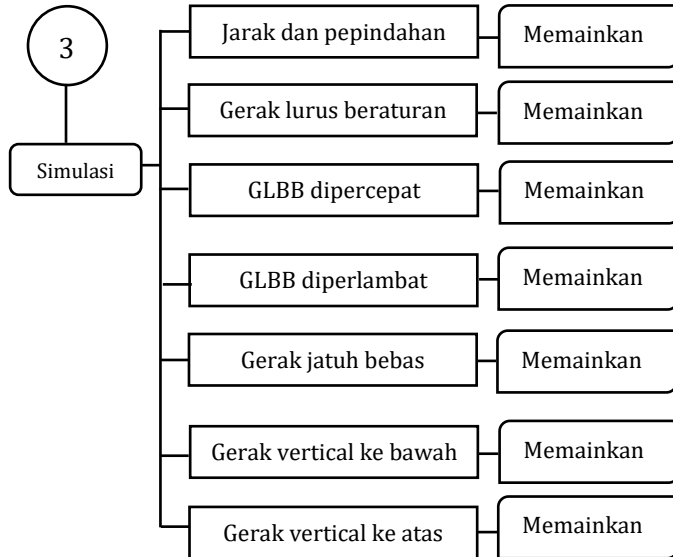 3
Simulasi
Jarak dan pepindahan
Memainkan
Gerak lurus beraturan
Memainkan
GLBB dipercepat
Memainkan
GLBB diperlambat
Memainkan
Gerak jatuh bebas
Memainkan
Gerak vertical ke bawah
Memainkan
Gerak vertical ke atas
Memainkan